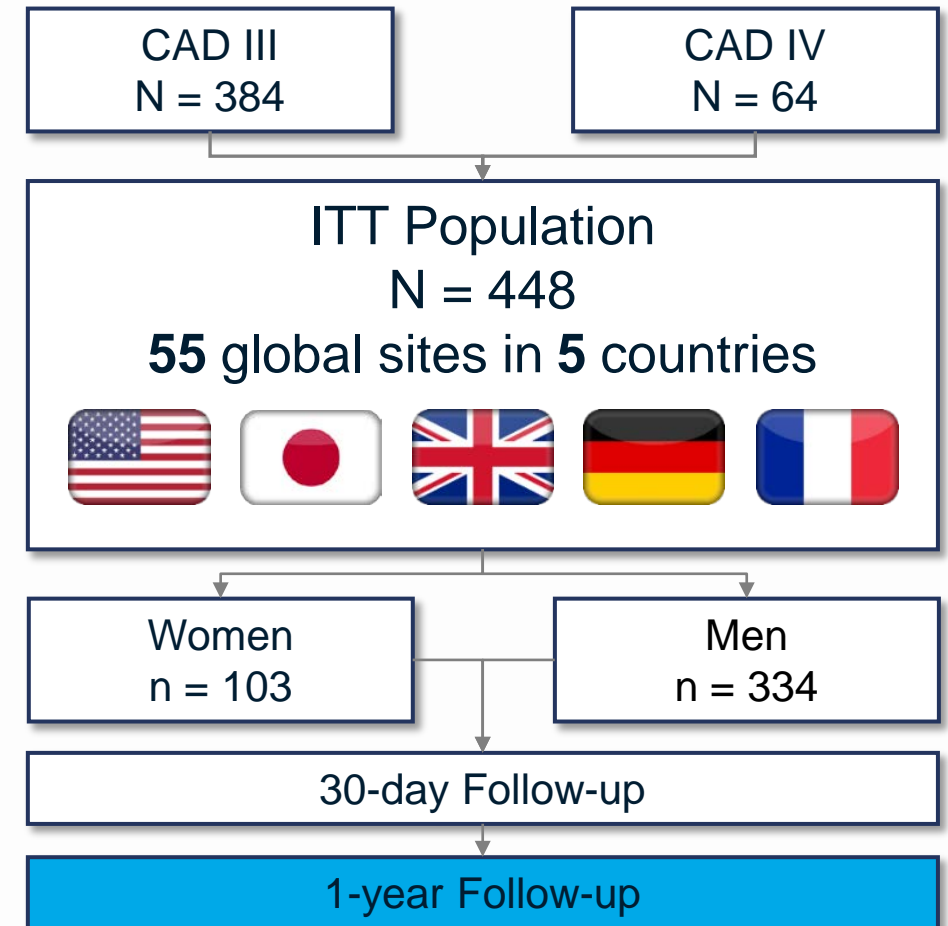 CAD III
N = 384
CAD IV
N = 64
ITT Population
N = 448
55 global sites in 5 countries
Women
n = 103
Men
n = 334
30-day Follow-up
1-year Follow-up